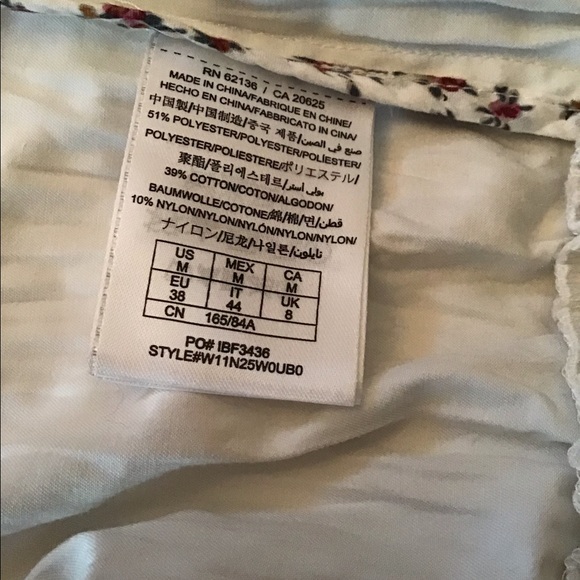 RN 62136 / CA 20625
MADE IN CHINA/FABRIQUE EN CHINE/
HECHO EN CHINA/FABBRICATO IN CINA/
中国製/中国制造/중국 제품/صنع في الصين/
51% POLYESTER/POLYESTER/POLIÉSTER/
POLYESTER/POLIESTERE/ポリエステル/
聚酯/폴리에스테르/بولي أستر/
39% COTTON/COTON/ALGODON/
BAUMWOLLE/COTONE/綿/棉/면/قطن/
10% NYLON/NYLON/NYLÓN/NYLON/NYLON/
ナイロン/尼龙/나일론/نايلون/
US M MEX M CA M
EU 38 IT 44 UK 8
CN 165/84A
PO# IBF3436
STYLE#W11N25W0UB0